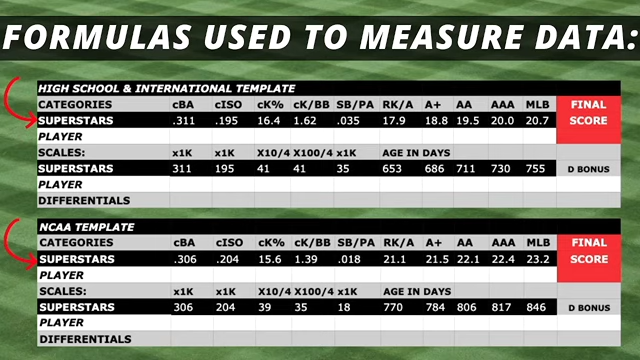 FORMULAS USED TO MEASURE DATA:
HIGH SCHOOL & INTERNATIONAL TEMPLATE
CATEGORIES cBA cISO cK% cK/BB SB/PA RK/A A+ AA AAA MLB FINAL
SUPERSTARS .311 .195 16.4 1.62 .035 17.9 18.8 19.5 20.0 20.7 SCORE
PLAYER
SCALES: x1K x1K X10/4 X100/4 x1K AGE IN DAYS
SUPERSTARS 311 195 41 41 35 653 686 711 730 755 D BONUS
PLAYER
DIFFERENTIALS
NCAA TEMPLATE
CATEGORIES cBA cISO cK% cK/BB SB/PA RK/A A+ AA AAA MLB FINAL
SUPERSTARS .306 .204 15.6 1.39 .018 21.1 21.5 22.1 22.4 23.2 SCORE
PLAYER
SCALES: x1K x1K X10/4 X100/4 x1K AGE IN DAYS
SUPERSTARS 306 204 39 35 18 770 784 806 817 846 D BONUS
PLAYER
DIFFERENTIALS